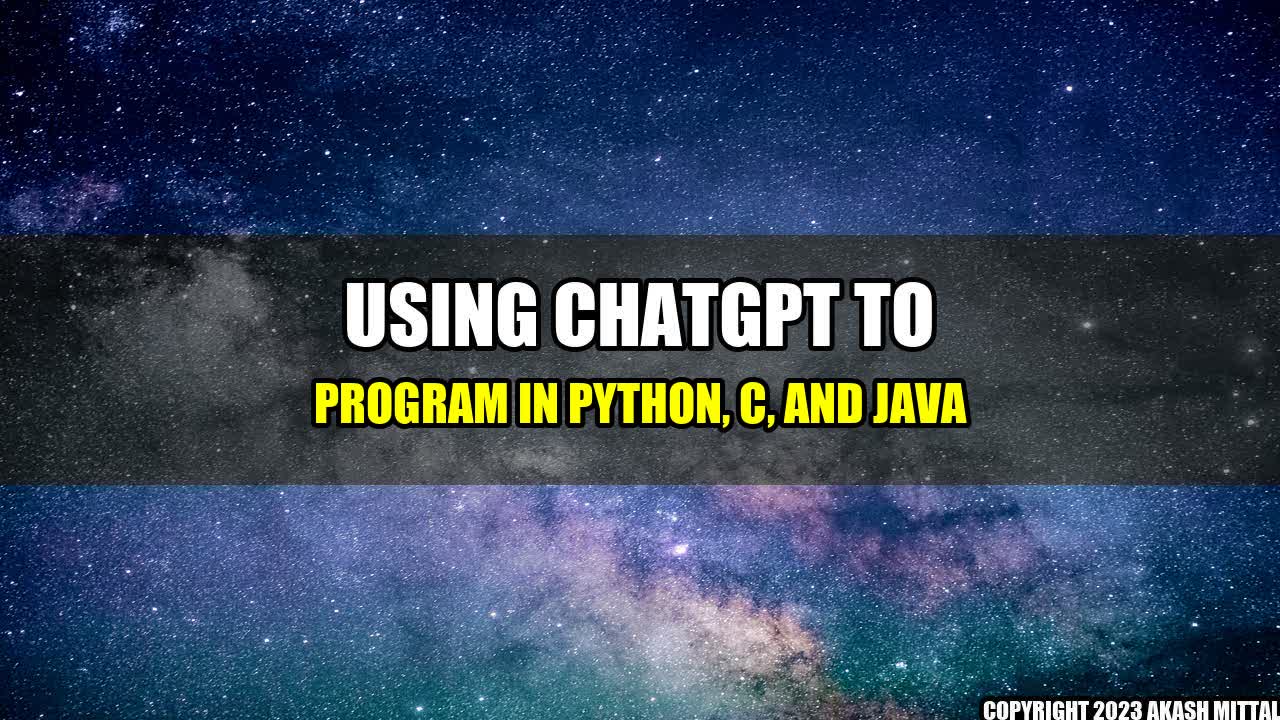 USING CHATGPT TO
PROGRAM IN PYTHON, C, AND JAVA
COPYRIGHT 2023 AKASH MITTAL